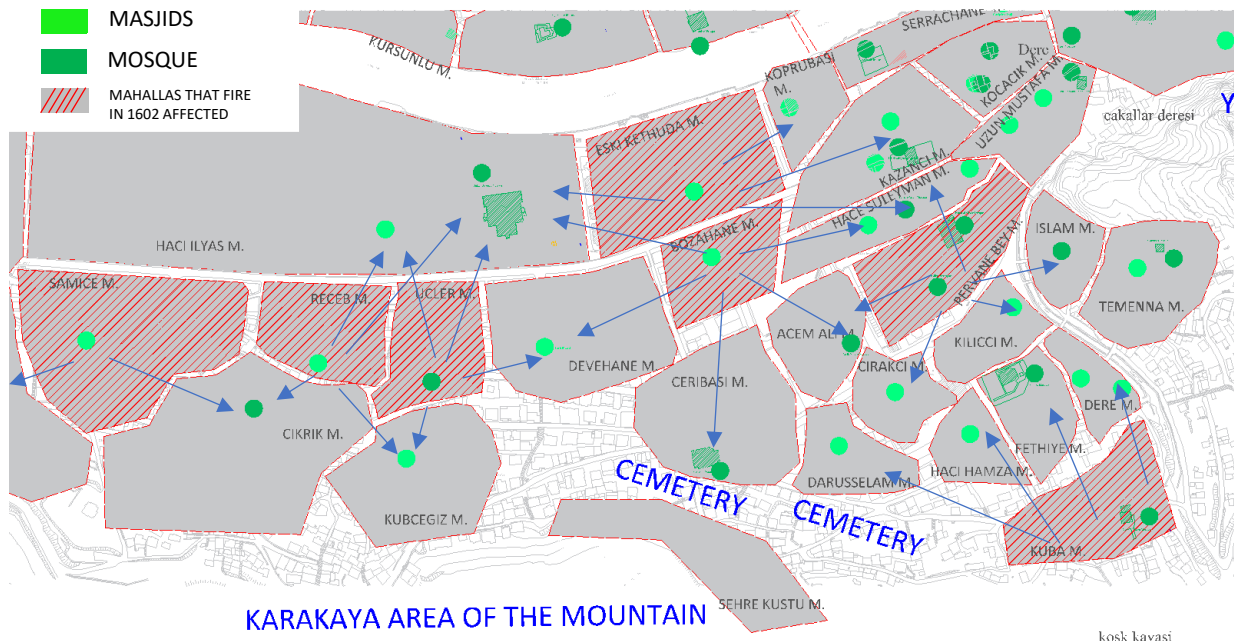 MASJIDS
MOSQUE
MAHALLAS THAT FIRE
IN 1602 AFFECTED
KURSUNLU M.
SERRACHANE M.
KOPRUBASI
M.
Dere
KOCACIK M.
UZUN MUSTAFA M.
cakallar deresi
Y
ESKI KETHUDA M.
KAZANCI M.
HACE SULEYMAN M.
BOZAHANE M.
PERVANE BEY M.
ISLAM M.
HACI ILYAS M.
SAMICE M.
RECEB M.
UCLER M.
TEMENNA M.
ACEM ALI M.
KILICCI M.
DEVEHANE M.
CIRAKCI M.
CERIBASI M.
DERE M.
CIKRIK M.
FETHIYE M.
HACI HAMZA M.
DARUSSELAM M.
CEMETERY
CEMETERY
KUBCEGIZ M.
KUBA M.
SEHRE KUSTU M.
KARAKAYA AREA OF THE MOUNTAIN
kosk kayasi